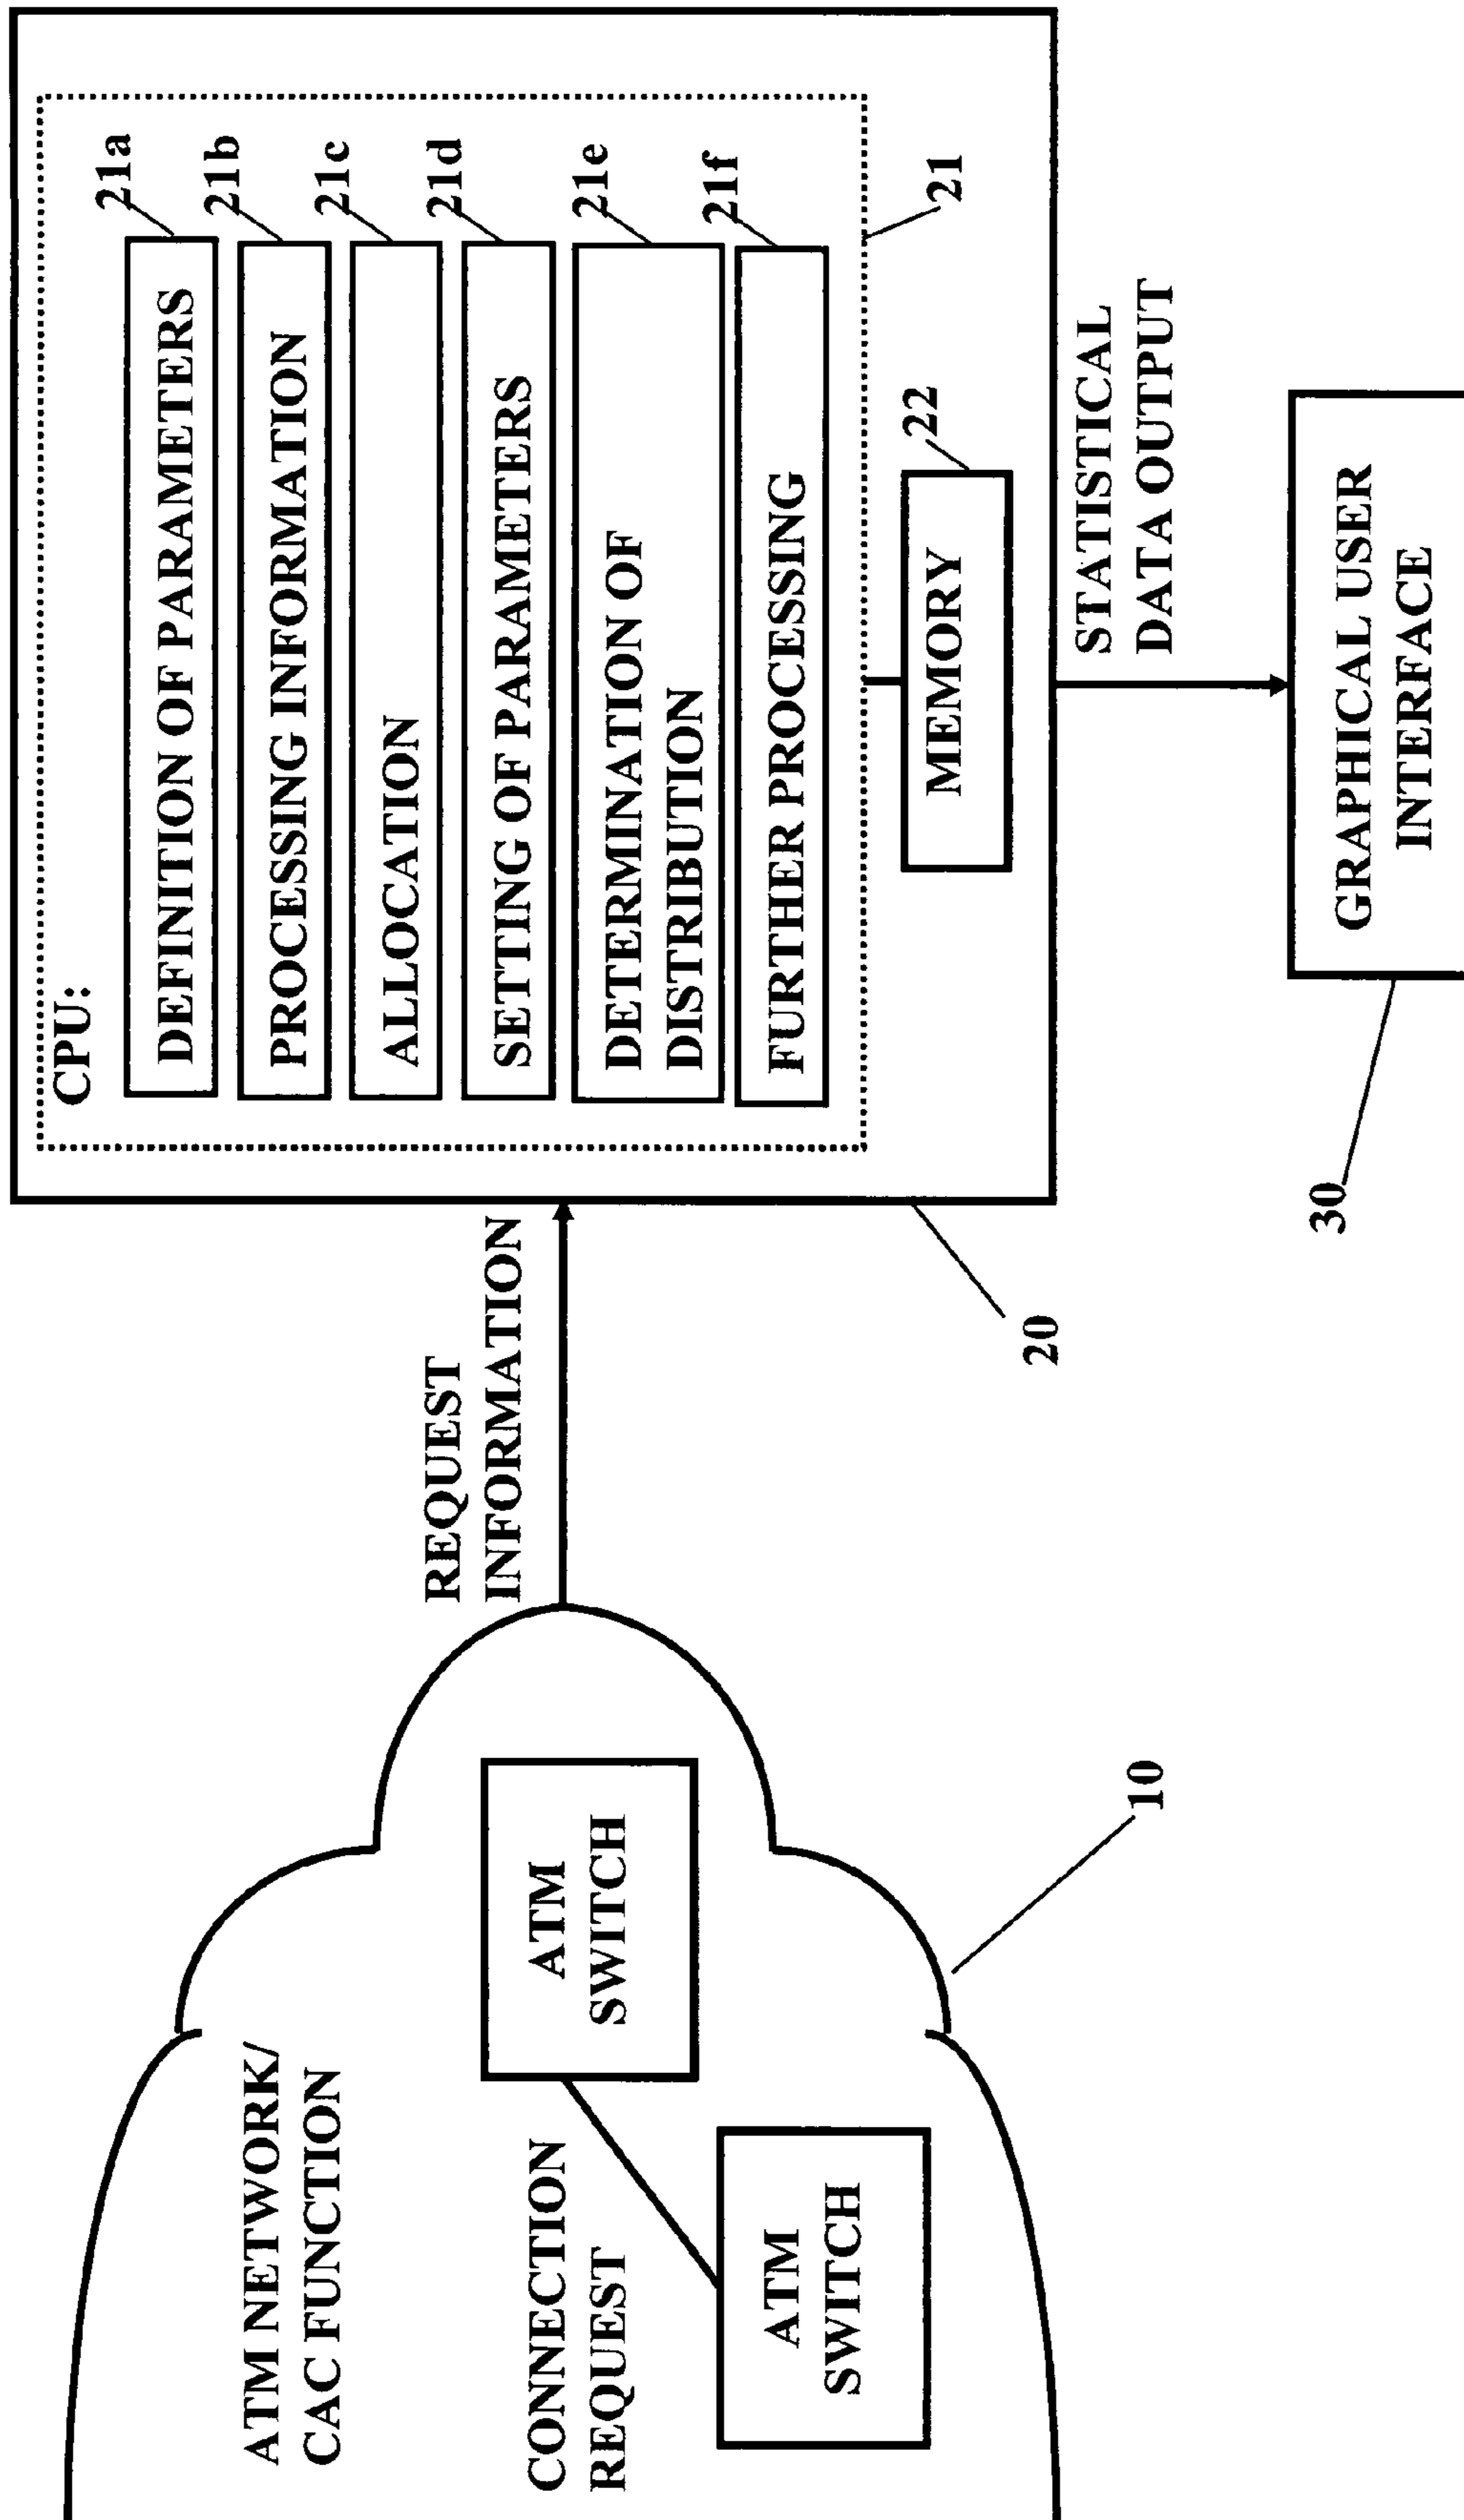 ATM NETWORK/
CAC FUNCTION
CONNECTION
REQUEST
ATM
SWITCH
ATM
SWITCH
10
REQUEST
INFORMATION
20
CPU:
DEFINITION OF PARAMETERS
21a
PROCESSING INFORMATION
21b
ALLOCATION
21c
SETTING OF PARAMETERS
21d
DETERMINATION OF
DISTRIBUTION
21e
FURTHER PROCESSING
21f
21
MEMORY
22
STATISTICAL
DATA OUTPUT
GRAPHICAL USER
INTERFACE
30